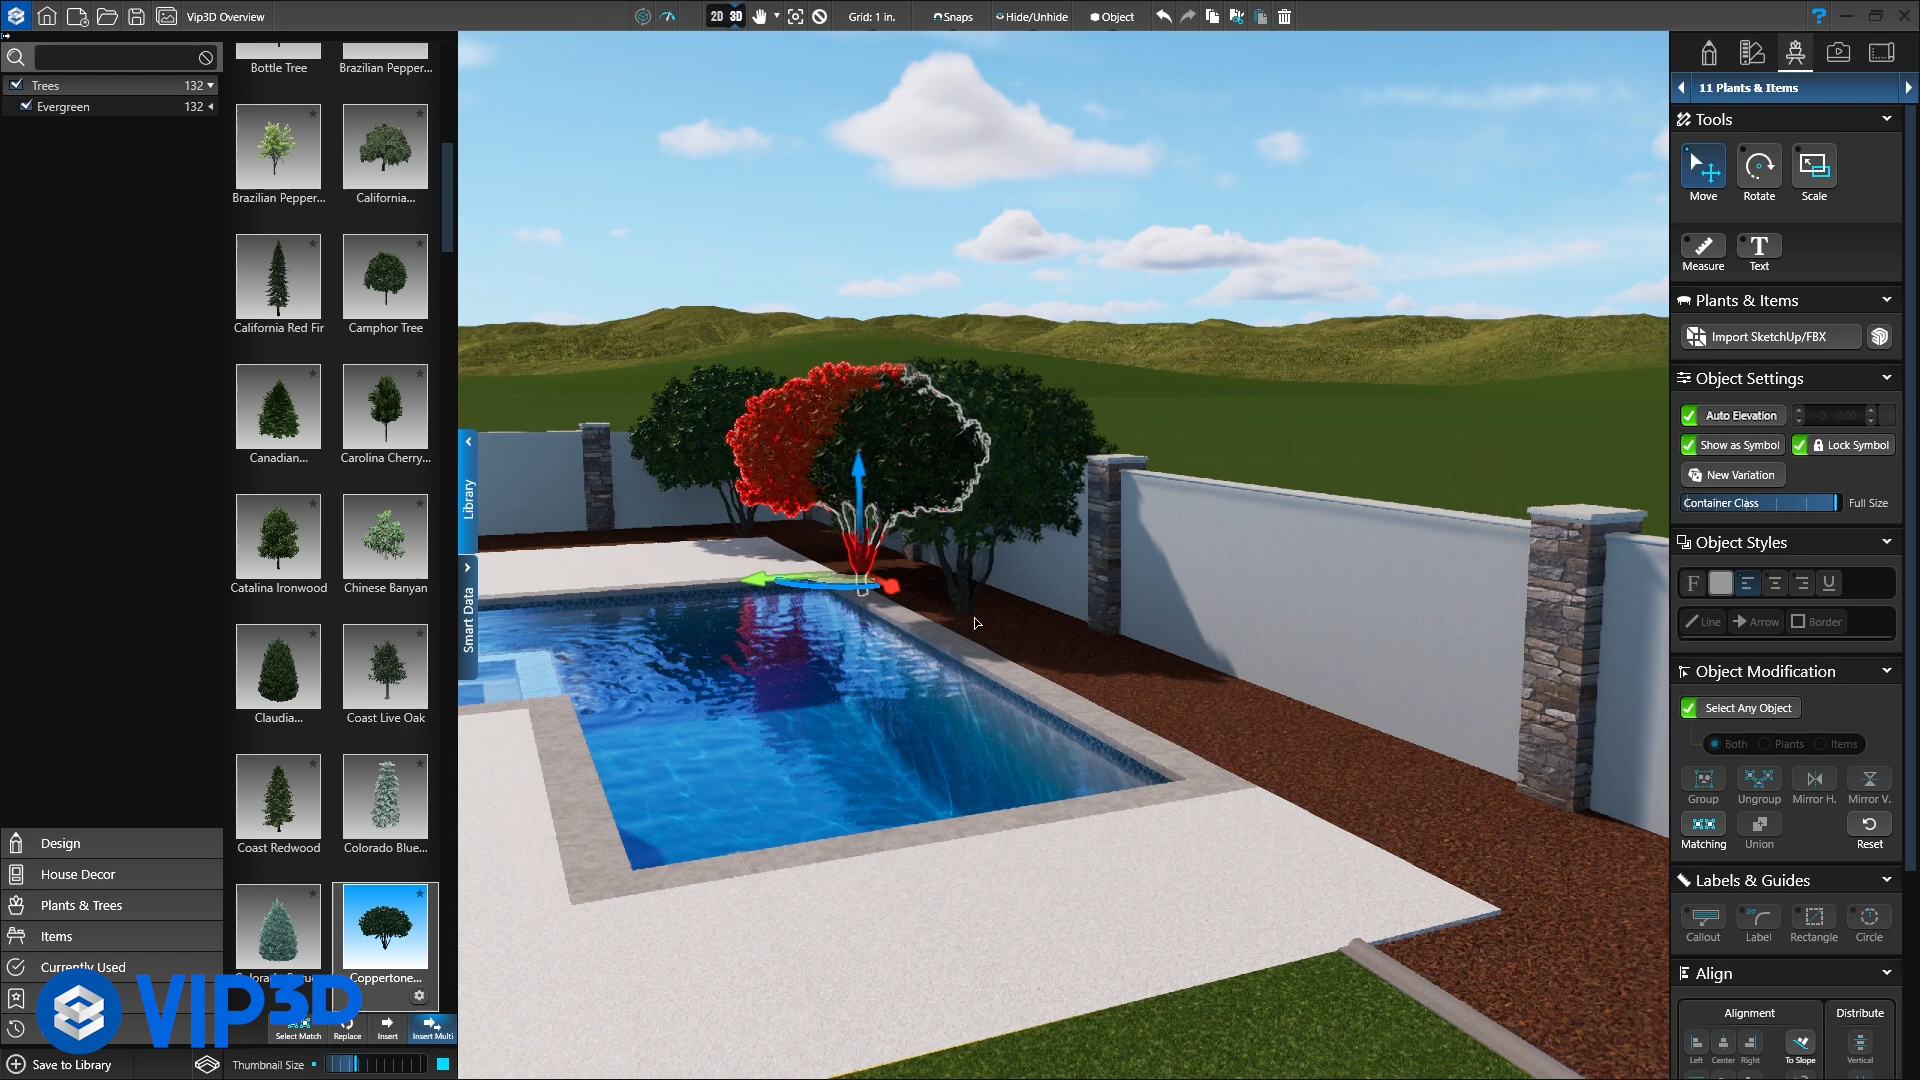 Vip3D Overview
2D 3D
Grid: 1 in.
Snaps
Hide/Unhide
Object
?
Trees 132
Evergreen 132
Bottle Tree
Brazilian Pepper...
Brazilian Pepper...
California...
California Red Fir
Camphor Tree
Canadian...
Carolina Cherry...
Catalina Ironwood
Chinese Banyan
Claudia...
Coast Live Oak
Coast Redwood
Colorado Blue...
Coppertone...
Design
House Decor
Plants & Trees
Items
Currently Used
VIP3D
Select Match
Replace
Insert
Insert Multi
Save to Library
Thumbnail Size
Library
Smart Data
11 Plants & Items
Tools
Move
Rotate
Scale
Measure
T
Text
Plants & Items
Import SketchUp/FBX
Object Settings
Auto Elevation
Show as Symbol
Lock Symbol
New Variation
Container Class
Full Size
Object Styles
F
U
Line
Arrow
Border
Object Modification
Select Any Object
Both
Plants
Items
Group
Ungroup
Mirror H.
Mirror V.
Matching
Union
Reset
Labels & Guides
Callout
Label
Rectangle
Circle
Align
Alignment
Distribute
Left
Center
Right
To Slope
Vertical